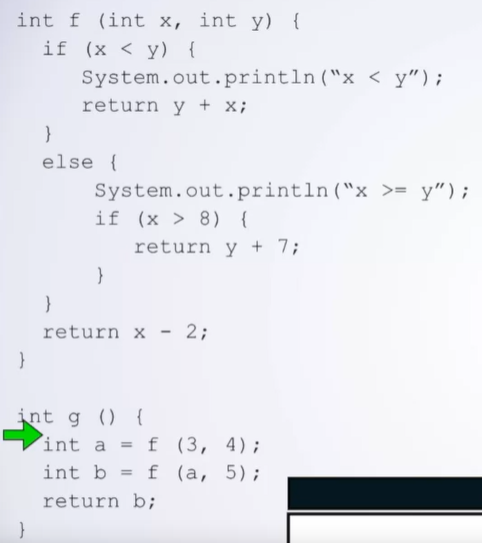 int f (int x, int y) {
if (x < y) {
System.out.println(“x < y”);
return y + x;
}
else {
System.out.println(“x >= y”);
if (x > 8) {
return y + 7;
}
}
return x - 2;
}
int g () {
int a = f (3, 4);
int b = f (a, 5);
return b;
}